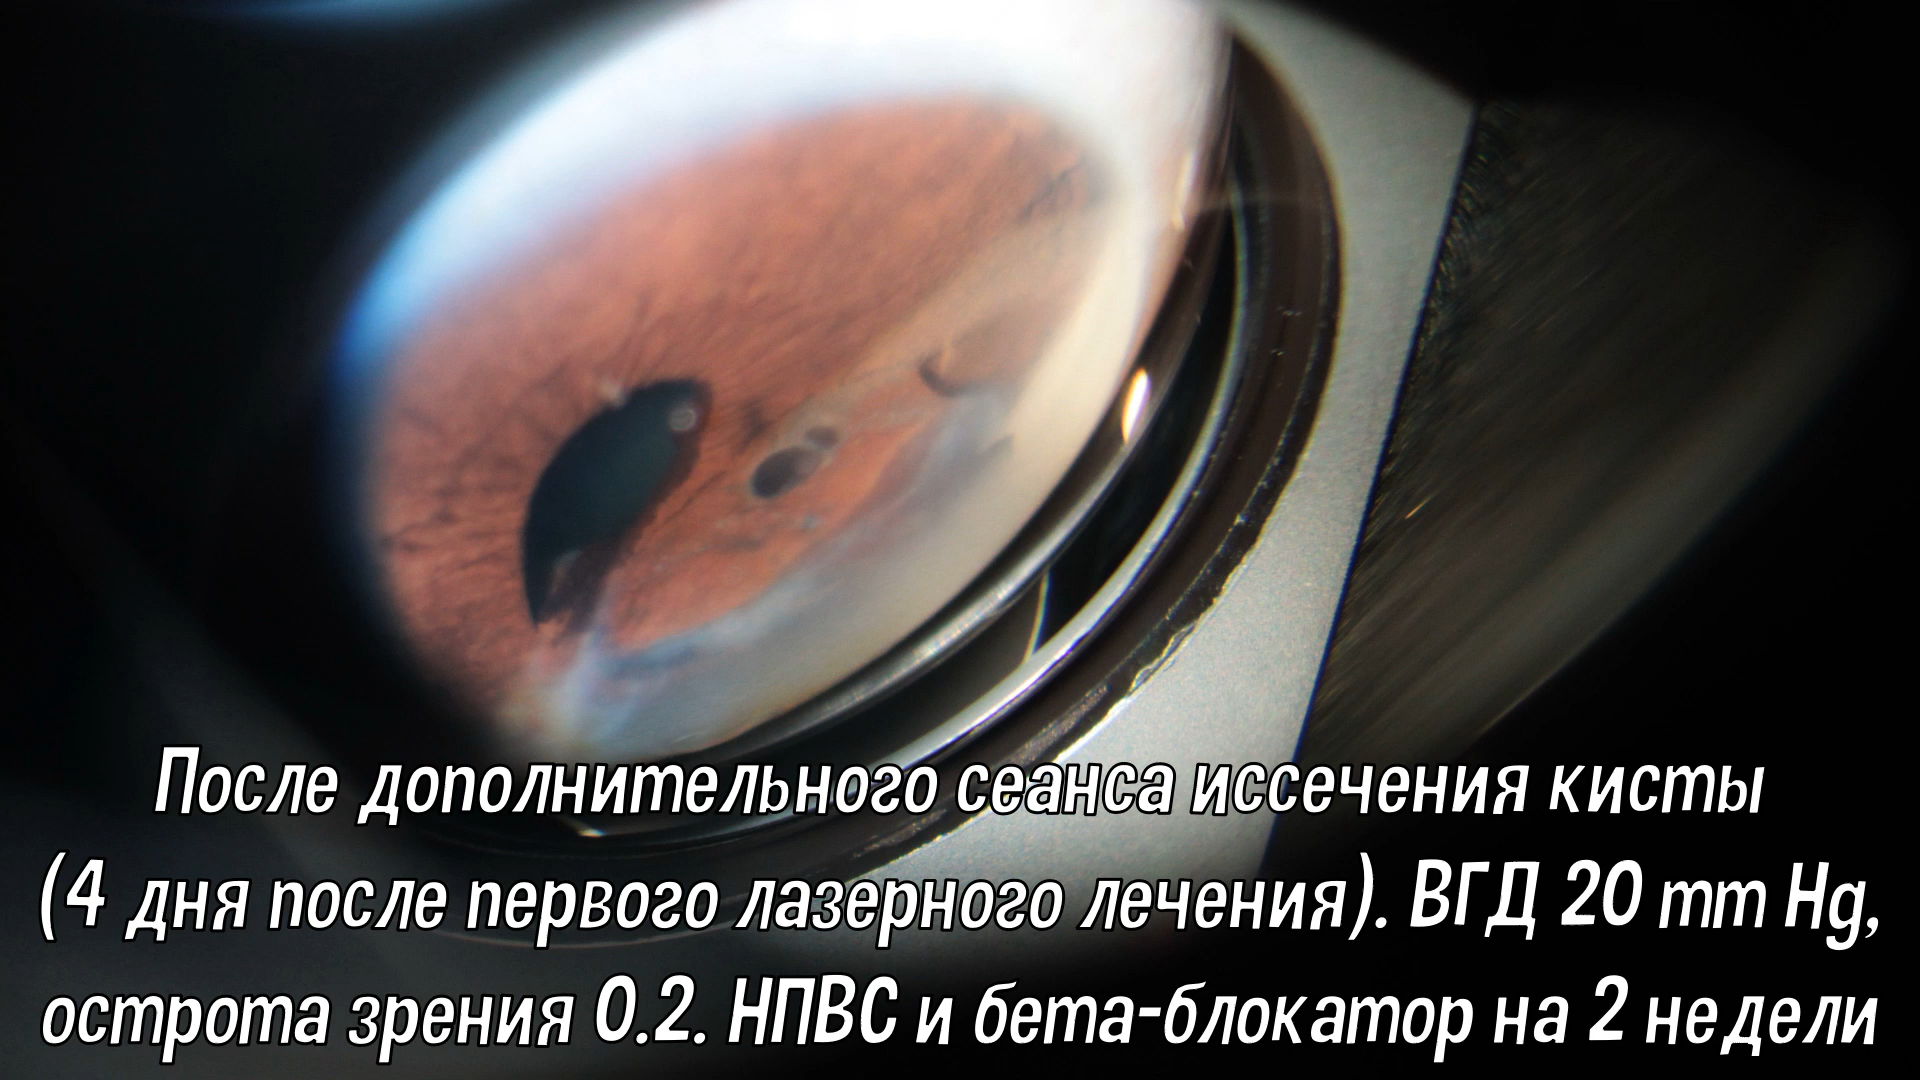 После дополнительного сеанса иссечения кисты
(4 дня после первого лазерного лечения). ВГД 20 mm Hg,
острота зрения 0.2. НПВС и бета-блокатор на 2 недели